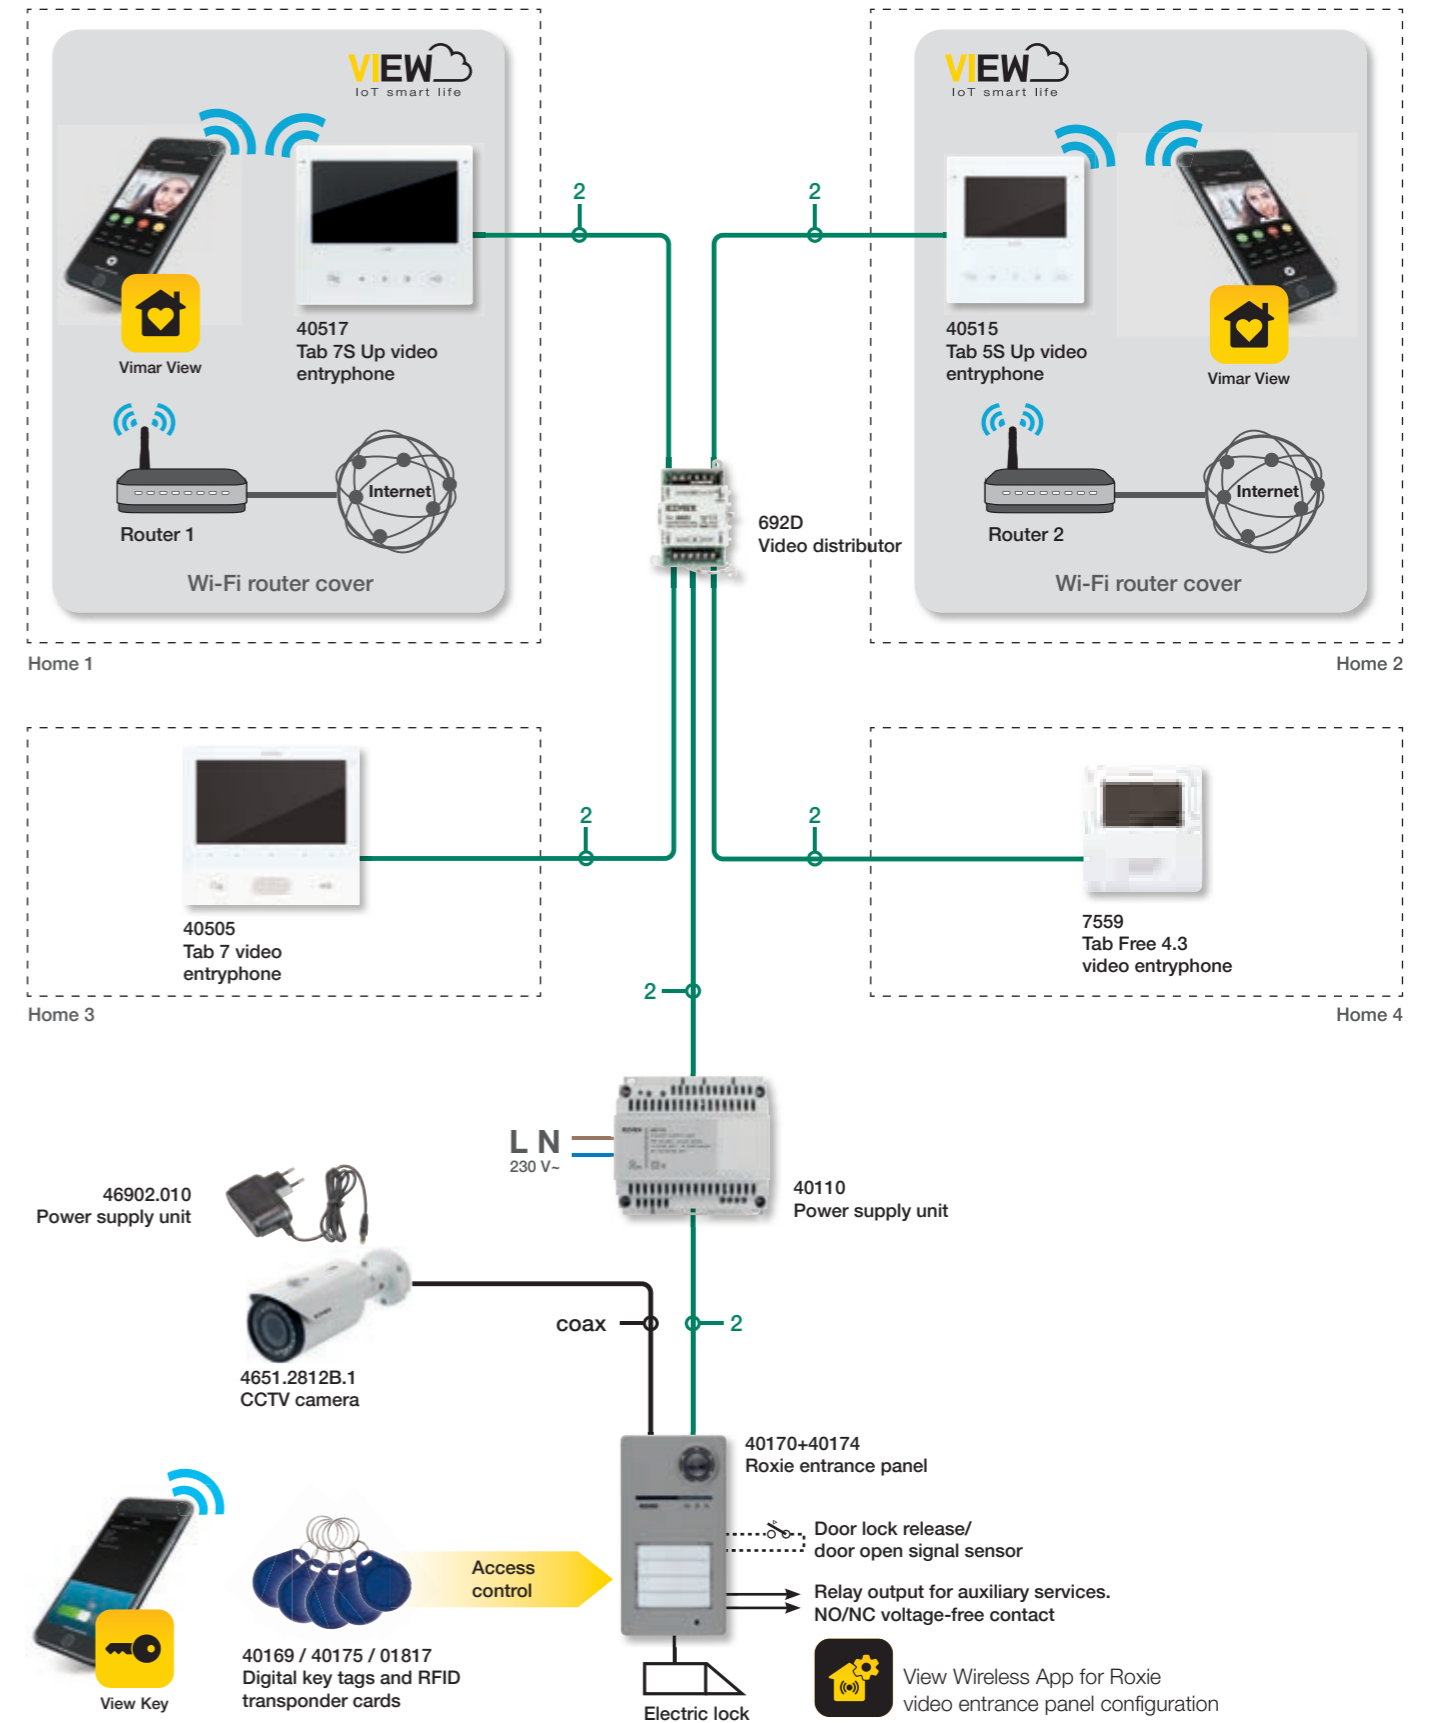 VIEW
IoT smart life
VIEW
IoT smart life
2
2
40517
Tab 7S Up video
entryphone
Vimar View
40515
Tab 5S Up video
entryphone
Vimar View
Internet
Router 1
Wi-Fi router cover
692D
Video distributor
Internet
Router 2
Wi-Fi router cover
Home 1
Home 2
2
2
40505
Tab 7 video
entryphone
7559
Tab Free 4.3
video entryphone
2
Home 3
Home 4
L N
230 V~
40110
Power supply unit
46902.010
Power supply unit
coax
2
4651.2812B.1
CCTV camera
40170+40174
Roxie entrance panel
Door lock release/
door open signal sensor
Access
control
Relay output for auxiliary services.
NO/NC voltage-free contact
View Key
40169 / 40175 / 01817
Digital key tags and RFID
transponder cards
Electric lock
View Wireless App for Roxie
video entrance panel configuration